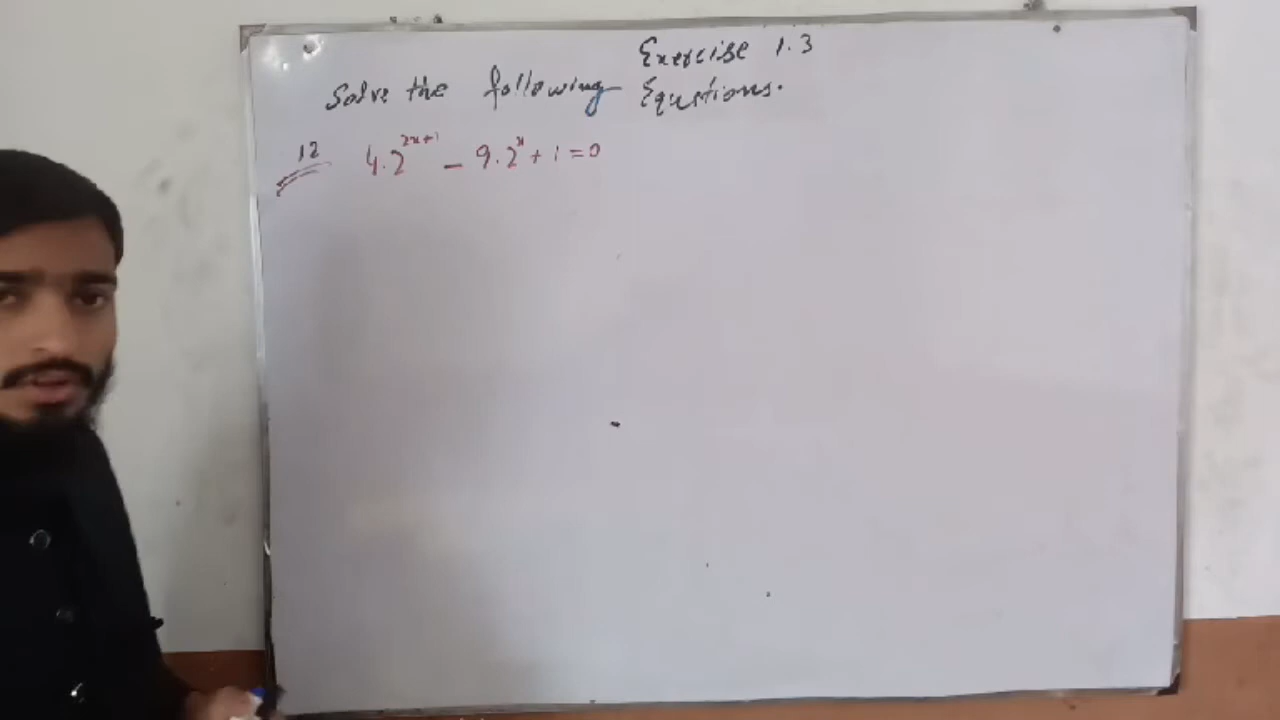 Exercise 1.3
Solve the following Equations.
12 4.2^{2x+1} - 9.2^x + 1 = 0